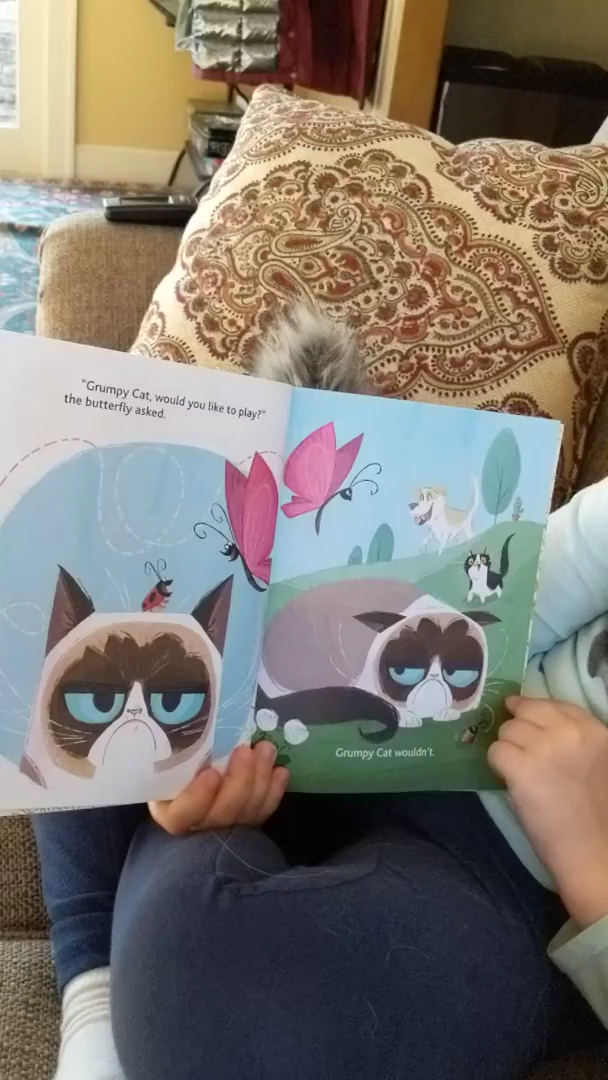 "Grumpy Cat, would you like to play?"
the butterfly asked.
Grumpy Cat wouldn't.